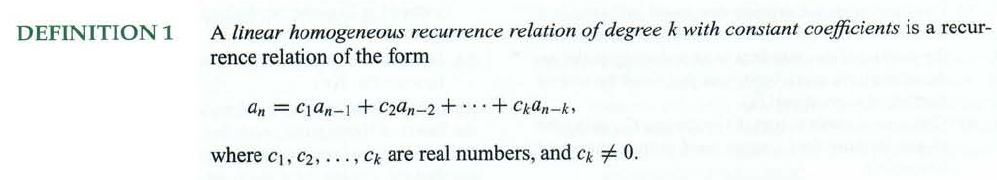 DEFINITION 1 A linear homogeneous recurrence relation of degree k with constant coefficients is a recur-
rence relation of the form
aₙ = c₁aₙ₋₁ + c₂aₙ₋₂ + · · · + cₖaₙ₋ₖ,
where c₁, c₂, . . . , cₖ are real numbers, and cₖ ≠ 0.